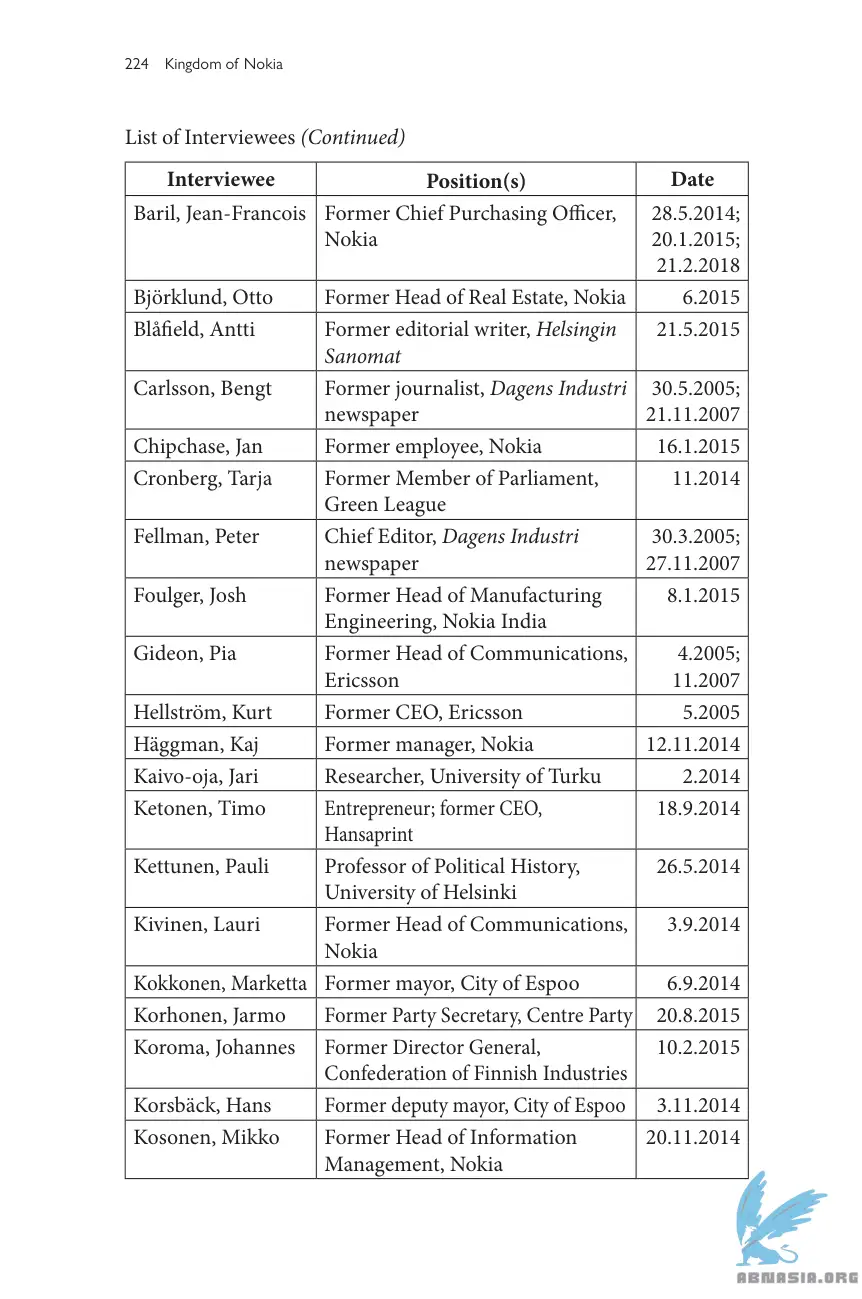 224 Kingdom of Nokia
List of Interviewees (Continued)
Interviewee Position(s) Date
Baril, Jean-Francois Former Chief Purchasing Officer, 28.5.2014;
Nokia 20.1.2015;
21.2.2018
Björklund, Otto Former Head of Real Estate, Nokia 6.2015
Blåfield, Antti Former editorial writer, Helsingin 21.5.2015
Sanomat
Carlsson, Bengt Former journalist, Dagens Industri 30.5.2005;
newspaper 21.11.2007
Chipchase, Jan Former employee, Nokia 16.1.2015
Cronberg, Tarja Former Member of Parliament, 11.2014
Green League
Fellman, Peter Chief Editor, Dagens Industri 30.3.2005;
newspaper 27.11.2007
Foulger, Josh Former Head of Manufacturing 8.1.2015
Engineering, Nokia India
Gideon, Pia Former Head of Communications, 4.2005;
Ericsson 11.2007
Hellström, Kurt Former CEO, Ericsson 5.2005
Häggman, Kaj Former manager, Nokia 12.11.2014
Kaivo-oja, Jari Researcher, University of Turku 2.2014
Ketonen, Timo Entrepreneur; former CEO, 18.9.2014
Hansaprint
Kettunen, Pauli Professor of Political History, 26.5.2014
University of Helsinki
Kivinen, Lauri Former Head of Communications, 3.9.2014
Nokia
Kokkonen, Marketta Former mayor, City of Espoo 6.9.2014
Korhonen, Jarmo Former Party Secretary, Centre Party 20.8.2015
Koroma, Johannes Former Director General, 10.2.2015
Confederation of Finnish Industries
Korsbäck, Hans Former deputy mayor, City of Espoo 3.11.2014
Kosonen, Mikko Former Head of Information 20.11.2014
Management, Nokia
ABNASIA.ORG